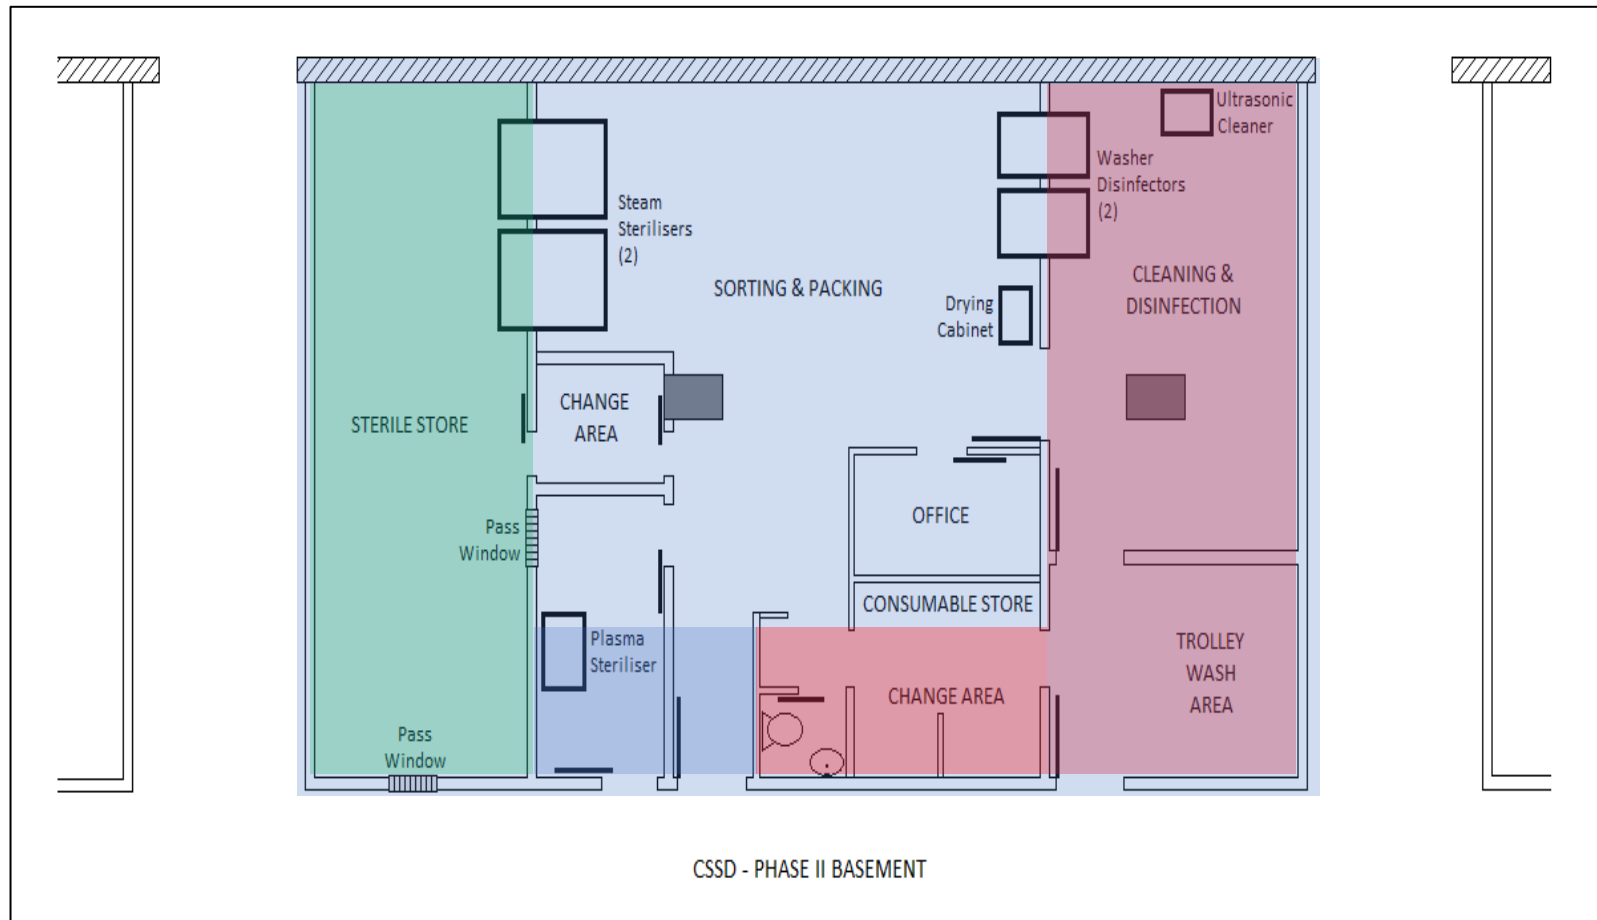 Ultrasonic
Cleaner
Washer
Disinfectors
(2)
Steam
Sterilisers
(2)
SORTING & PACKING
CLEANING &
DISINFECTION
Drying
Cabinet
STERILE STORE
CHANGE
AREA
Pass
Window
OFFICE
CONSUMABLE STORE
Plasma
Steriliser
TROLLEY
WASH
AREA
CHANGE AREA
Pass
Window
CSSD - PHASE II BASEMENT